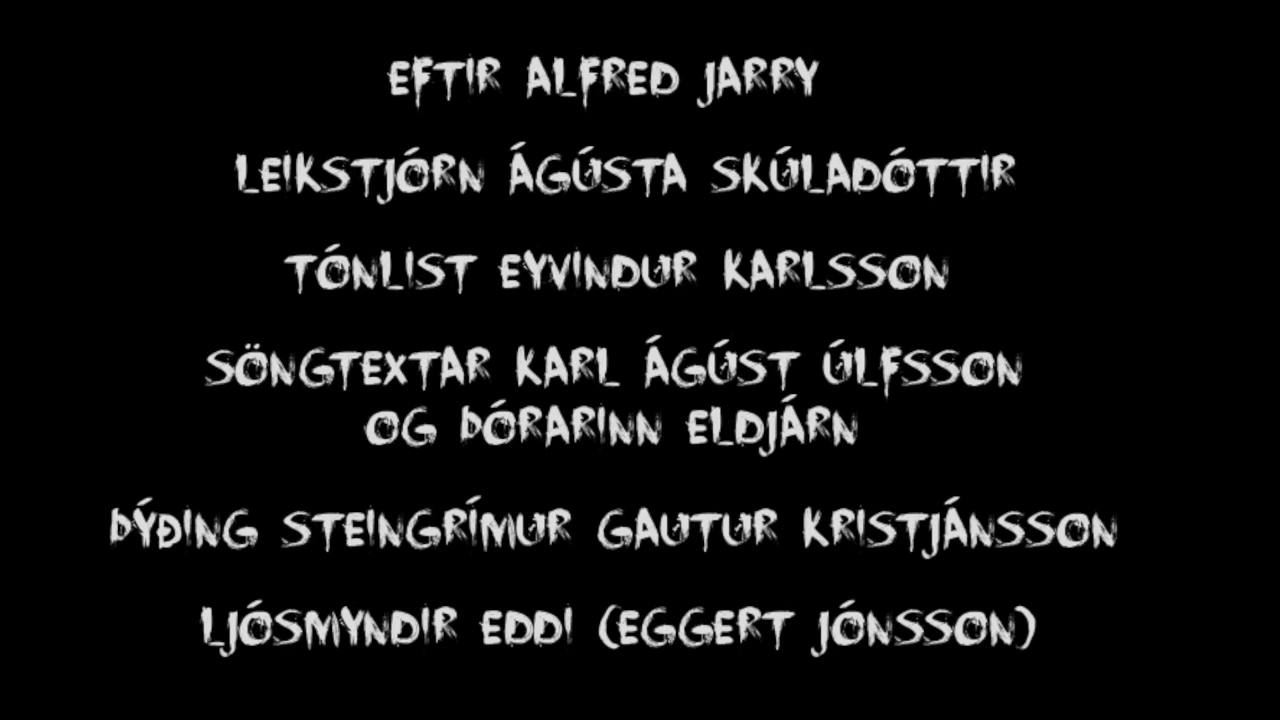 EFTIR ALFRED JARRY
LEIKSTJÓRN ÁGÚSTA SKÚLADÓTTIR
TÓNLIST EYVINDUR KARLSSON
SÖNGTEXTAR KARL ÁGÚST ÚLFSSON
OG ÞÓRARINN ELDJÁRN
ÞÝÐING STEINGRÍMUR GAUTUR KRISTJÁNSSON
LJÓSMYNDIR EDDI (EGGERT JÓNSSON)